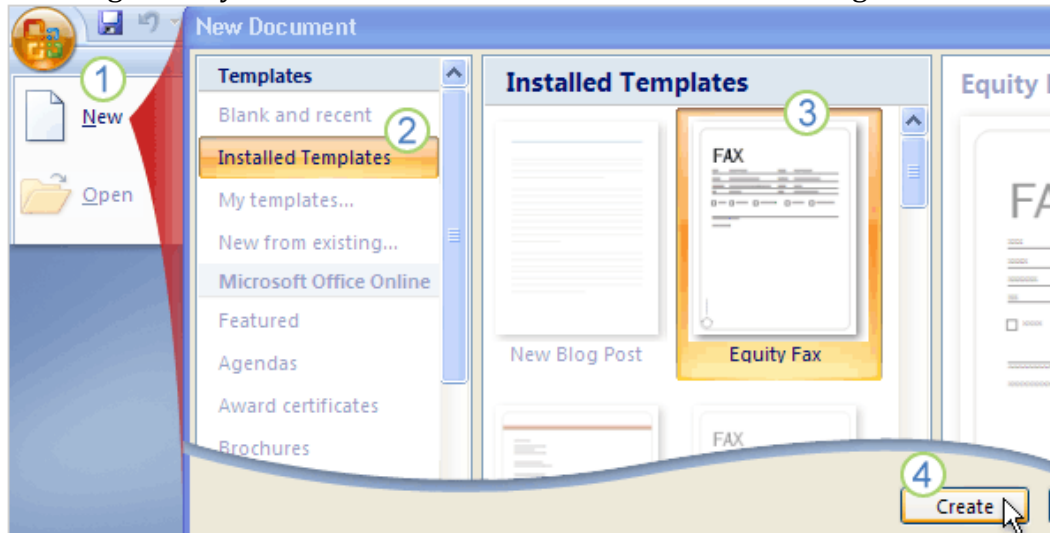 New Document
1
New
Open
Templates
Blank and recent
2
Installed Templates
My templates...
New from existing...
Microsoft Office Online
Featured
Agendas
Award certificates
Brochures
Installed Templates
3
New Blog Post
FAX
Equity Fax
FAX
Equity
FA
4
Create